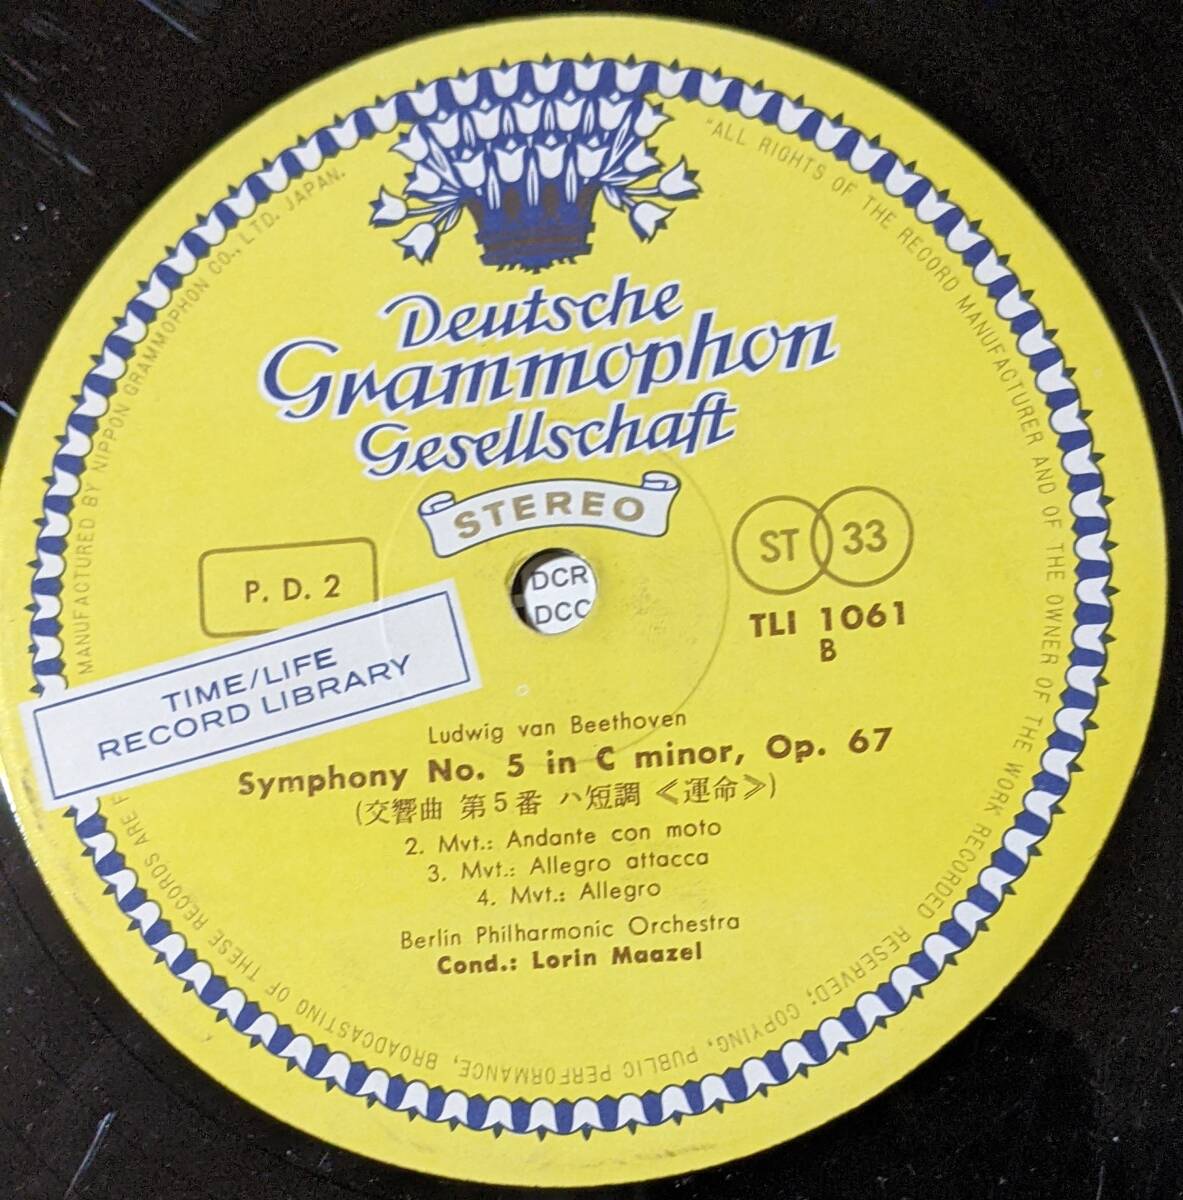 "ALL RIGHTS OF THE RECORD MANUFACTURER AND OF THE OWNER OF THE WORK RECORDED RESERVED; COPYING, PUBLIC PERFORMANCE, BROADCASTING OF THESE RECORDS ARE
MANUFACTURED BY NIPPON GRAMMOPHON CO., LTD. JAPAN.
Deutsche
Grammophon
Gesellschaft
STEREO
P. D. 2
DCR
DCC
ST 33
TLI 1061
B
TIME/LIFE
RECORD LIBRARY
Ludwig van Beethoven
Symphony No. 5 in C minor, Op. 67
(交響曲 第5番 ハ短調 ≪運命≫)
2. Mvt.: Andante con moto
3. Mvt.: Allegro attacca
4. Mvt.: Allegro
Berlin Philharmonic Orchestra
Cond.: Lorin Maazel